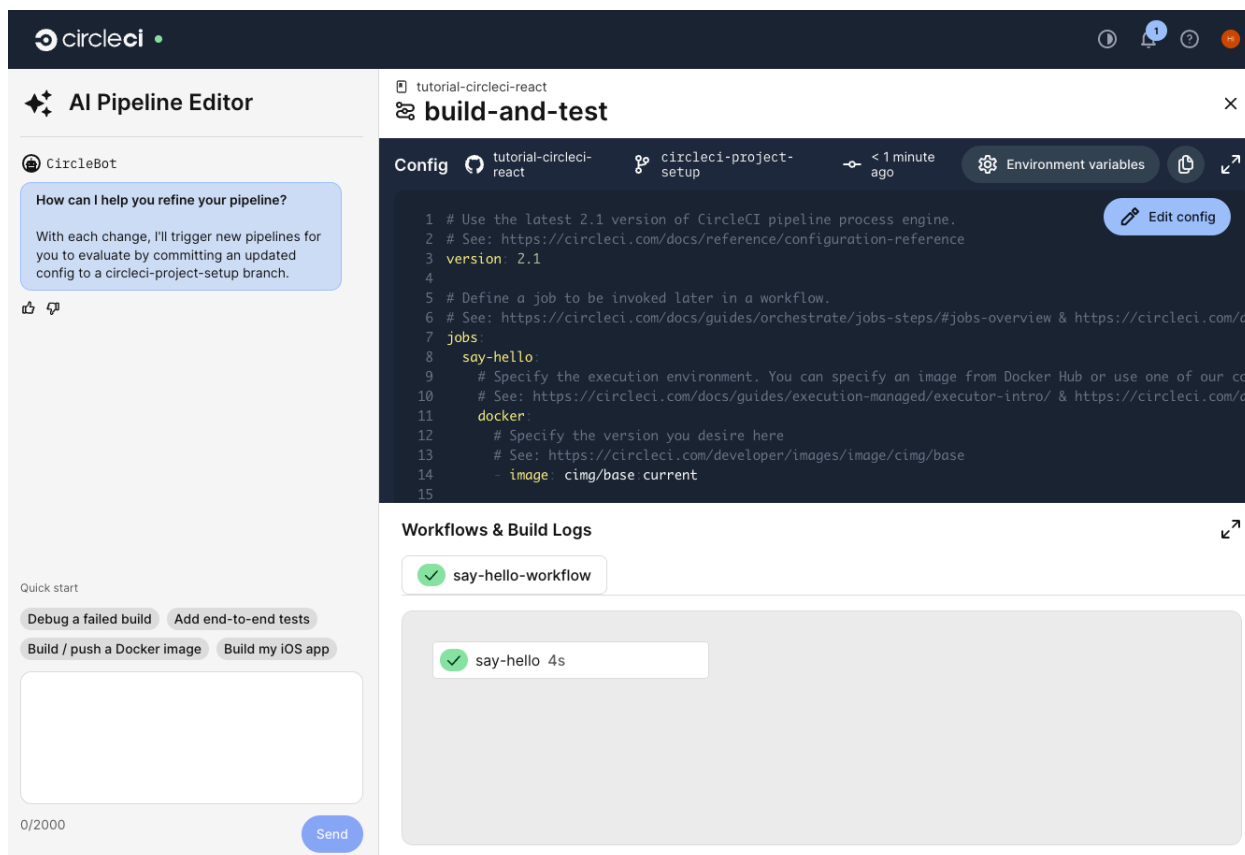 circleci
1
HI
AI Pipeline Editor
CircleBot
How can I help you refine your pipeline?
With each change, I'll trigger new pipelines for
you to evaluate by committing an updated
config to a circleci-project-setup branch.
Quick start
Debug a failed build
Add end-to-end tests
Build / push a Docker image
Build my iOS app
0/2000
Send
tutorial-circleci-react
build-and-test
Config
tutorial-circleci-
react
circleci-project-
setup
< 1 minute
ago
Environment variables
Edit config
1 # Use the latest 2.1 version of CircleCI pipeline process engine.
2 # See: https://circleci.com/docs/reference/configuration-reference
3 version: 2.1
4
5 # Define a job to be invoked later in a workflow.
6 # See: https://circleci.com/docs/guides/orchestrate/jobs-steps/#jobs-overview & https://circleci.com/d
7 jobs:
8 say-hello:
9 # Specify the execution environment. You can specify an image from Docker Hub or use one of our co
10 # See: https://circleci.com/docs/guides/execution-managed/executor-intro/ & https://circleci.com/d
11 docker:
12 # Specify the version you desire here
13 # See: https://circleci.com/developer/images/image/cimg/base
14 - image: cimg/base:current
15
Workflows & Build Logs
say-hello-workflow
say-hello 4s